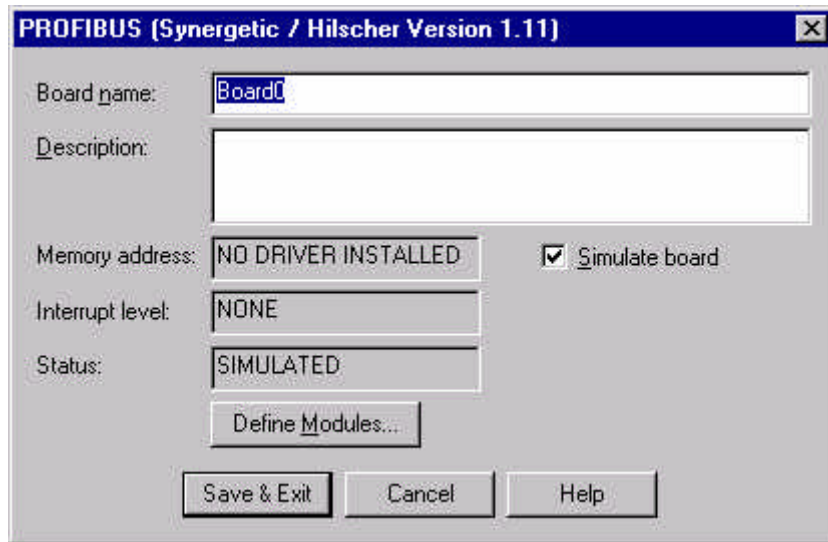 PROFIBUS (Synergetic / Hilscher Version 1.11)
Board name: Board0
Description:
Memory address: NO DRIVER INSTALLED Simulate board
Interrupt level: NONE
Status: SIMULATED
Define Modules...
Save & Exit Cancel Help